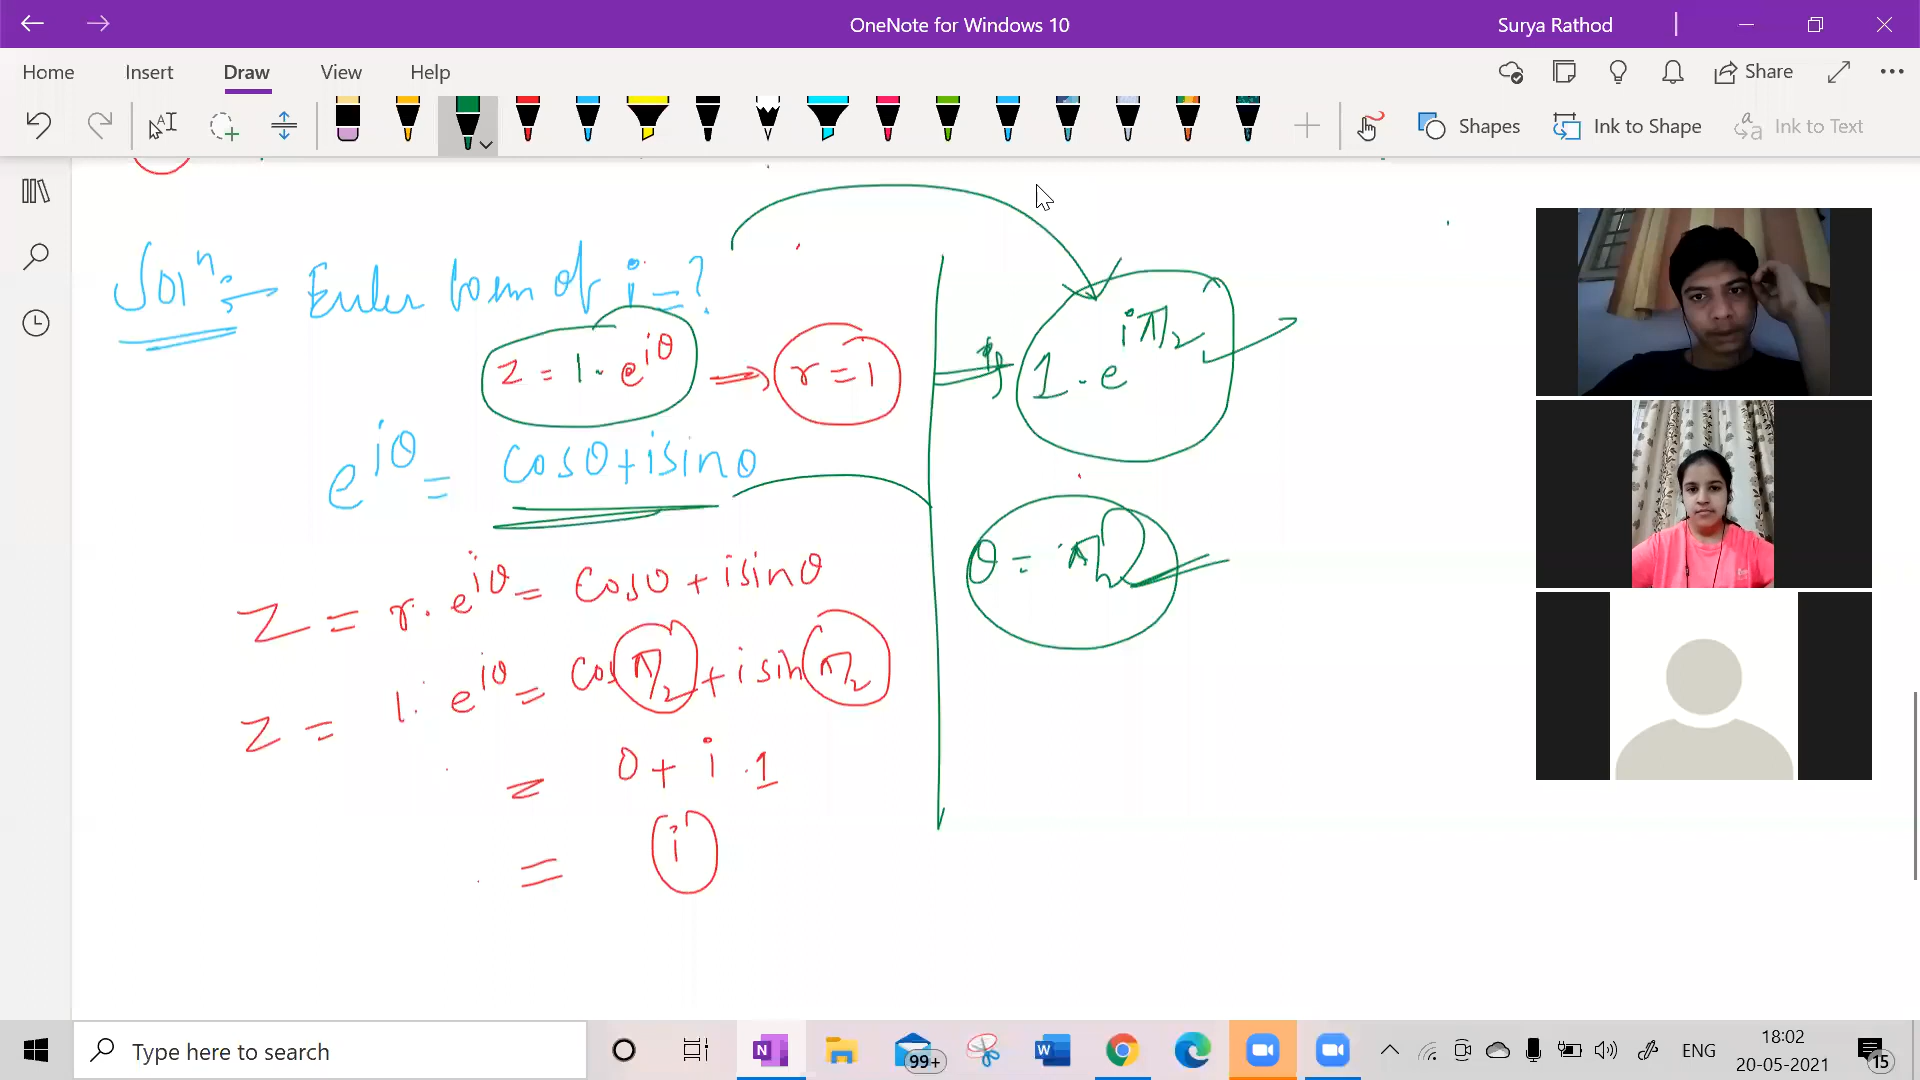 OneNote for Windows 10
Surya Rathod
Home Insert Draw View Help
Share
Shapes Ink to Shape Ink to Text
Solⁿ:- Euler form of i = ?
z = 1 · e^iθ ⇒ r = 1
1 · e^iπ/2
e^iθ = cosθ + isinθ
θ = iπ/2
Z = r · e^iθ = cosθ + isinθ
Z = 1 · e^iθ = cos π/2 + i sin π/2
= 0 + i · 1
= i
Type here to search
99+
ENG
18:02
20-05-2021
15